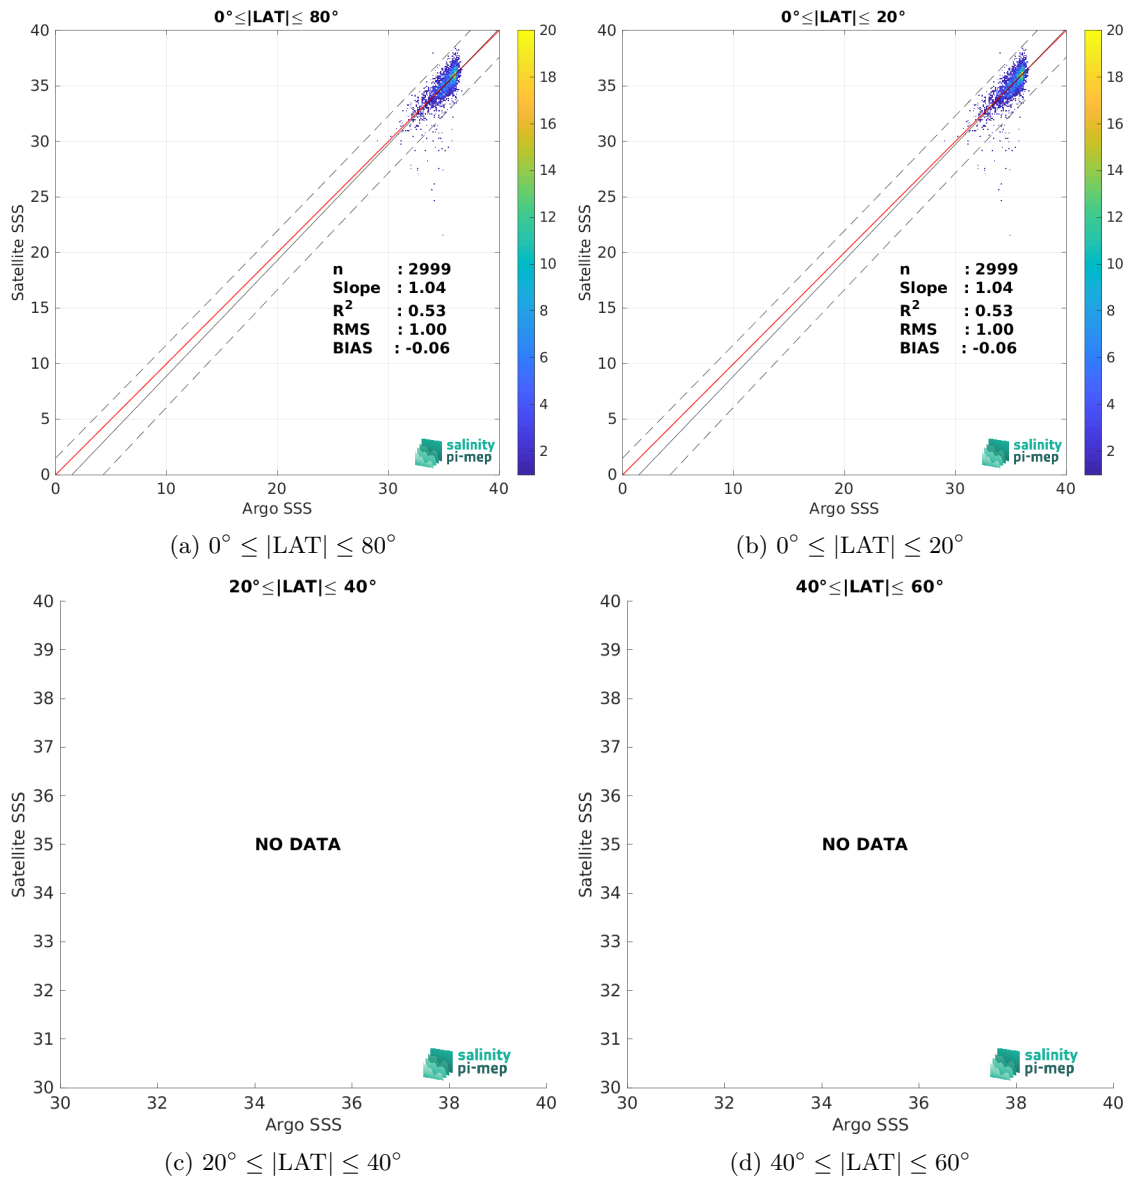 0°≤|LAT|≤ 80°
40
35
30
25
20
15
10
5
0
Satellite SSS
0
10
20
30
40
Argo SSS
20
18
16
14
12
10
8
6
4
2
n : 2999
Slope : 1.04
R² : 0.53
RMS : 1.00
BIAS : -0.06
salinity
pi-mep
(a) 0° ≤ |LAT| ≤ 80°
0°≤|LAT|≤ 20°
40
35
30
25
20
15
10
5
0
Satellite SSS
0
10
20
30
40
Argo SSS
20
18
16
14
12
10
8
6
4
2
n : 2999
Slope : 1.04
R² : 0.53
RMS : 1.00
BIAS : -0.06
salinity
pi-mep
(b) 0° ≤ |LAT| ≤ 20°
20°≤|LAT|≤ 40°
40
39
38
37
36
35
34
33
32
31
30
Satellite SSS
NO DATA
salinity
pi-mep
30
32
34
36
38
40
Argo SSS
(c) 20° ≤ |LAT| ≤ 40°
40°≤|LAT|≤ 60°
40
39
38
37
36
35
34
33
32
31
30
Satellite SSS
NO DATA
salinity
pi-mep
30
32
34
36
38
40
Argo SSS
(d) 40° ≤ |LAT| ≤ 60°